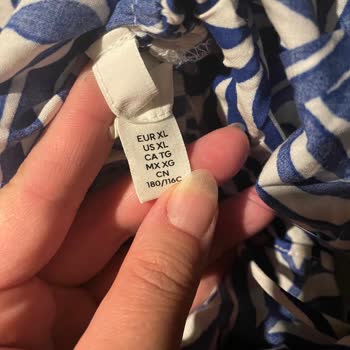 EUR XL
US XL
CA TG
MX XG
CN
180/116C